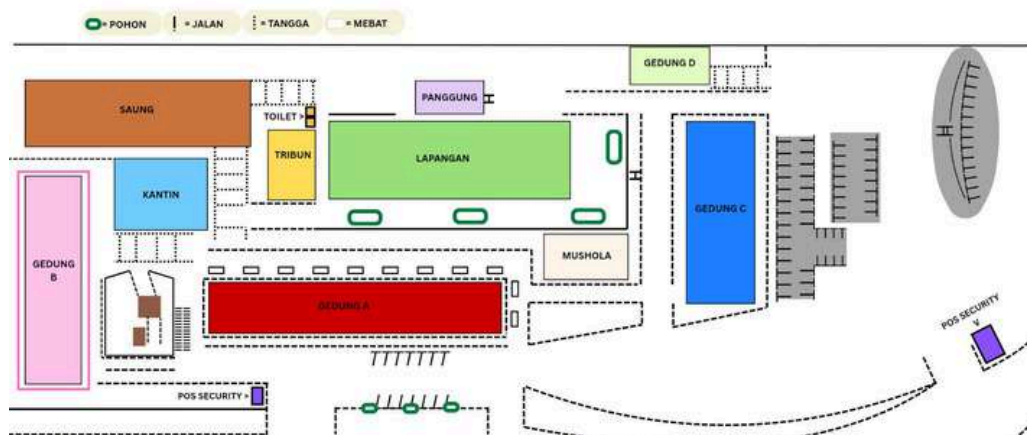 = POHON
= JALAN
= TANGGA
= MEBAT
GEDUNG D
SAUNG
PANGGUNG
TOILET >
TRIBUN
LAPANGAN
KANTIN
GEDUNG C
MUSHOLA
GEDUNG
B
GEDUNG A
POS SECURITY
>
POS SECURITY >